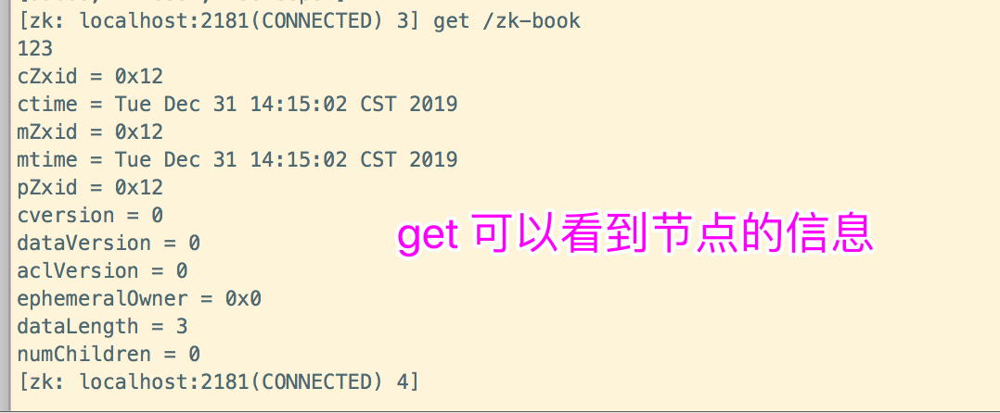 [zk: localhost:2181(CONNECTED) 3] get /zk-book
123
cZxid = 0x12
ctime = Tue Dec 31 14:15:02 CST 2019
mZxid = 0x12
mtime = Tue Dec 31 14:15:02 CST 2019
pZxid = 0x12
cversion = 0
dataVersion = 0
aclVersion = 0
ephemeralOwner = 0x0
dataLength = 3
numChildren = 0
[zk: localhost:2181(CONNECTED) 4]
get 可以看到节点的信息